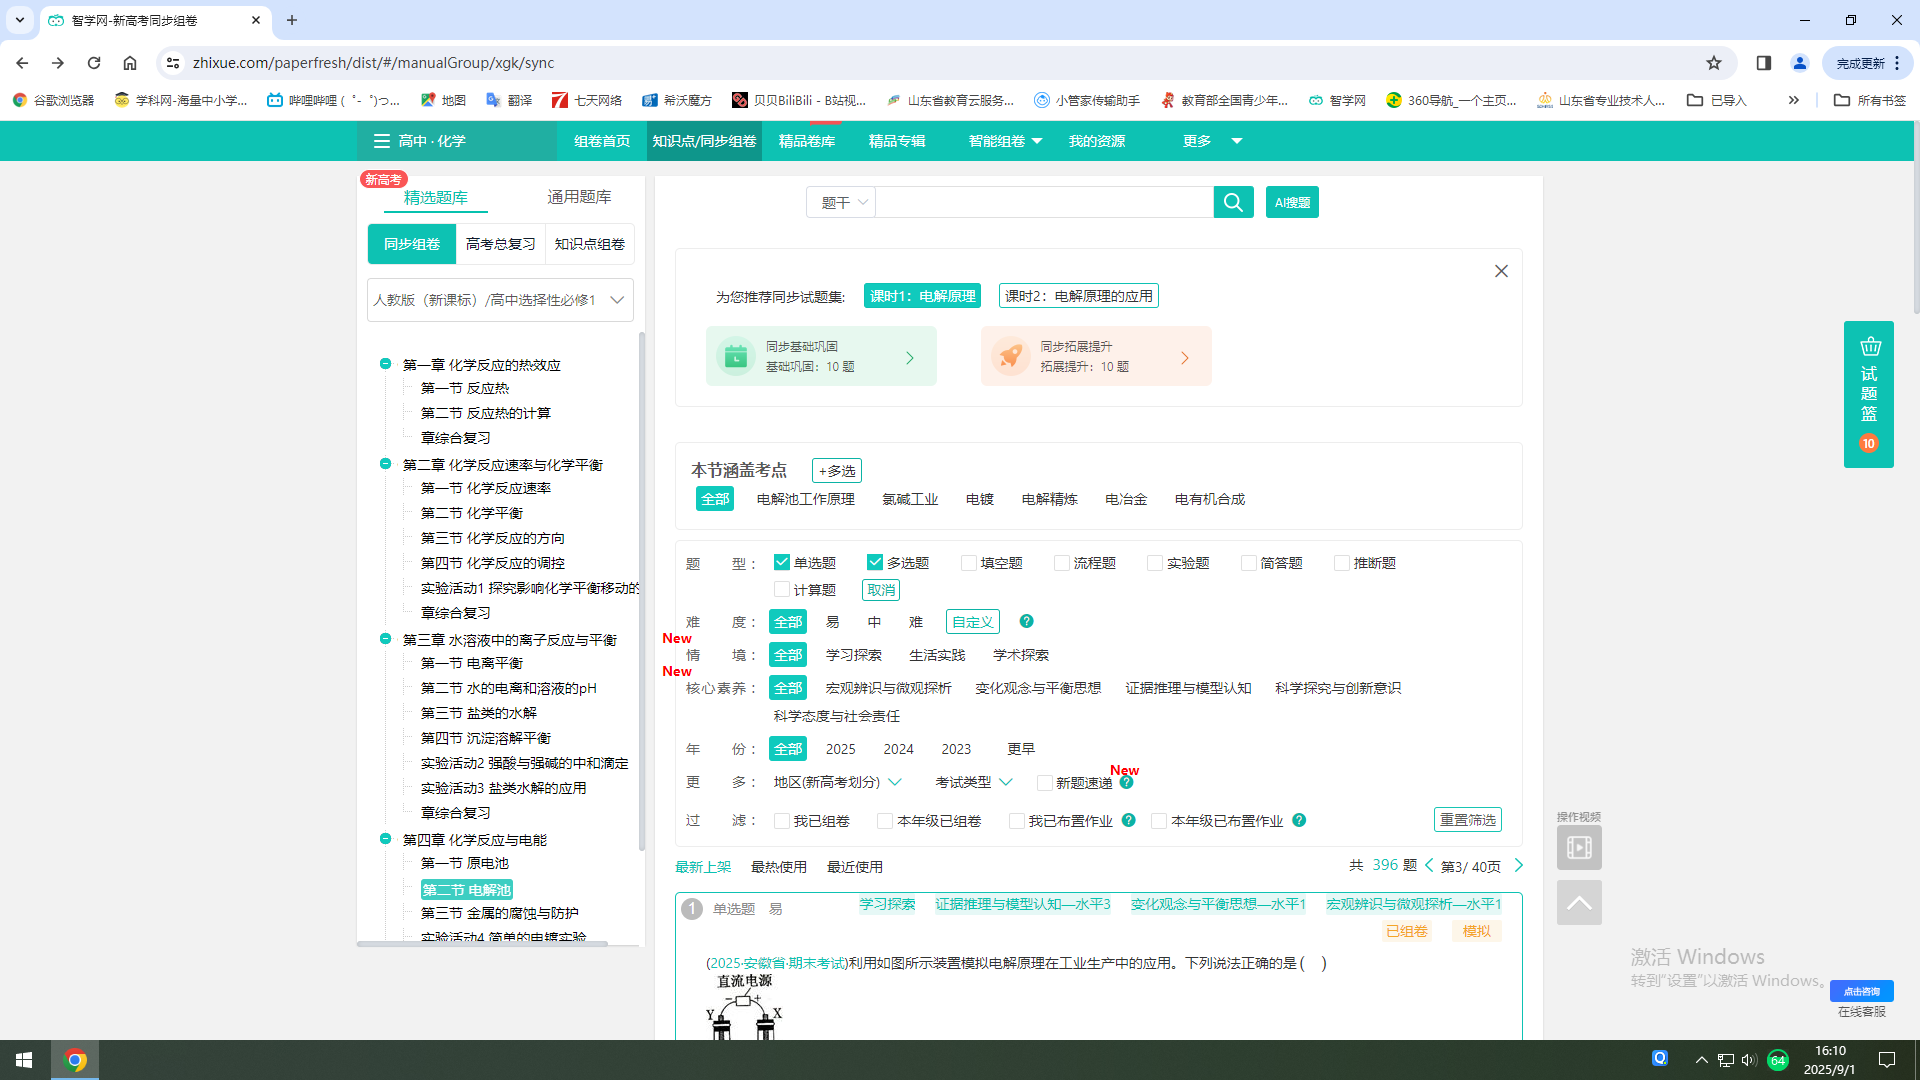 智学网-新高考同步组卷
zhixue.com/paperfresh/dist/#/manualGroup/xgk/sync
完成更新
谷歌浏览器 学科网-海量中小学... 哔哩哔哩 ( ゜- ゜)つ... 地图 翻译 七天网络 希沃魔方 贝贝BiliBili - B站视... 山东省教育云服务... 小管家传输助手 教育部全国青少年... 智学网 360导航_一个主页... 山东省专业技术人... 已导入 » 所有书签
高中 · 化学 组卷首页 知识点/同步组卷 精品卷库 精品专辑 智能组卷 我的资源 更多
新高考
精选题库 通用题库
同步组卷 高考总复习 知识点组卷
人教版（新课标）/高中选择性必修1
第一章 化学反应的热效应
第一节 反应热
第二节 反应热的计算
章综合复习
第二章 化学反应速率与化学平衡
第一节 化学反应速率
第二节 化学平衡
第三节 化学反应的方向
第四节 化学反应的调控
实验活动1 探究影响化学平衡移动的
章综合复习
第三章 水溶液中的离子反应与平衡
第一节 电离平衡
第二节 水的电离和溶液的pH
第三节 盐类的水解
第四节 沉淀溶解平衡
实验活动2 强酸与强碱的中和滴定
实验活动3 盐类水解的应用
章综合复习
第四章 化学反应与电能
第一节 原电池
第二节 电解池
第三节 金属的腐蚀与防护
实验活动4 简单的电镀实验
题干 AI搜题
为您推荐同步试题集: 课时1：电解原理 课时2：电解原理的应用
同步基础巩固
基础巩固：10 题
同步拓展提升
拓展提升：10 题
本节涵盖考点 +多选
全部 电解池工作原理 氯碱工业 电镀 电解精炼 电冶金 电有机合成
题 型： 单选题 多选题 填空题 流程题 实验题 简答题 推断题
计算题 取消
难 度： 全部 易 中 难 自定义 ?
New
情 境： 全部 学习探索 生活实践 学术探索
New
核心素养： 全部 宏观辨识与微观探析 变化观念与平衡思想 证据推理与模型认知 科学探究与创新意识
科学态度与社会责任
年 份： 全部 2025 2024 2023 更早
更 多： 地区(新高考划分) 考试类型 新题速递 ? New
过 滤： 我已组卷 本年级已组卷 我已布置作业 ? 本年级已布置作业 ? 重置筛选
最新上架 最热使用 最近使用 共 396 题 第3/ 40页
1 单选题 易 学习探索 证据推理与模型认知—水平3 变化观念与平衡思想—水平1 宏观辨识与微观探析—水平1
已组卷 模拟
(2025·安徽省·期末考试)利用如图所示装置模拟电解原理在工业生产中的应用。下列说法正确的是 ( )
直流电源
− +
Y X
试题篮
10
操作视频
激活 Windows
转到"设置"以激活 Windows。
点击咨询
在线客服
64
16:10
2025/9/1